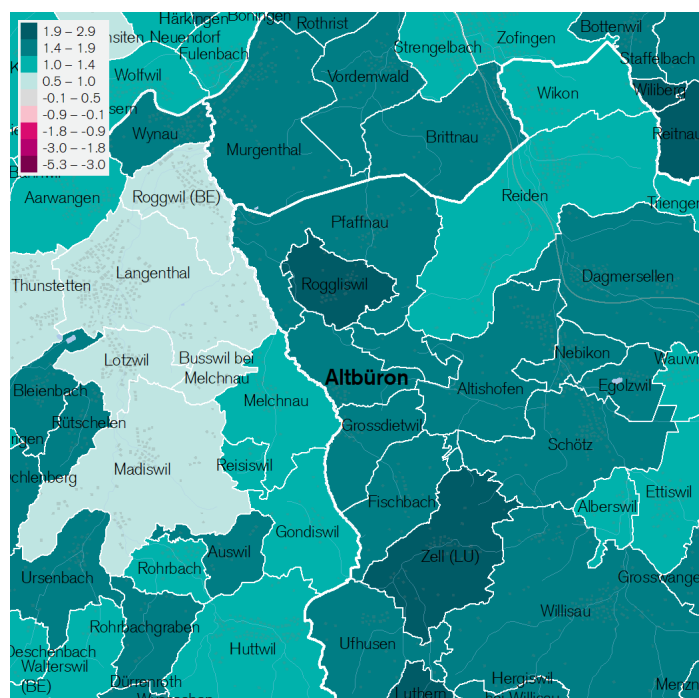 1.9 – 2.9
1.4 – 1.9
1.0 – 1.4
0.5 – 1.0
-0.1 – 0.5
-0.9 – -0.1
-1.8 – -0.9
-3.0 – -1.8
-5.3 – -3.0
Härkingen
Boningen
Neuendorf
Fulenbach
Wolfwil
Rothrist
Strengelbach
Zofingen
Bottenwil
Staffelbach
Vordemwald
Wikon
Wiliberg
Reitnau
Wynau
Murgenthal
Brittnau
Aarwangen
Roggwil (BE)
Reiden
Triengen
Pfaffnau
Langenthal
Thunstetten
Roggliswil
Dagmersellen
Lotzwil
Busswil bei
Melchnau
Nebikon
Wauwil
Altbüron
Bleienbach
Melchnau
Altishofen
Egolzwil
Rütschelen
Grossdietwil
Schötz
Madiswil
Reisiswil
Fischbach
Alberswil
Ettiswil
Gondiswil
Auswil
Zell (LU)
Ursenbach
Rohrbach
Grosswangen
Willisau
Rohrbachgraben
Walterswil
(BE)
Huttwil
Ufhusen
Dürrenroth
Hergiswil
bei Willisau
Luthern